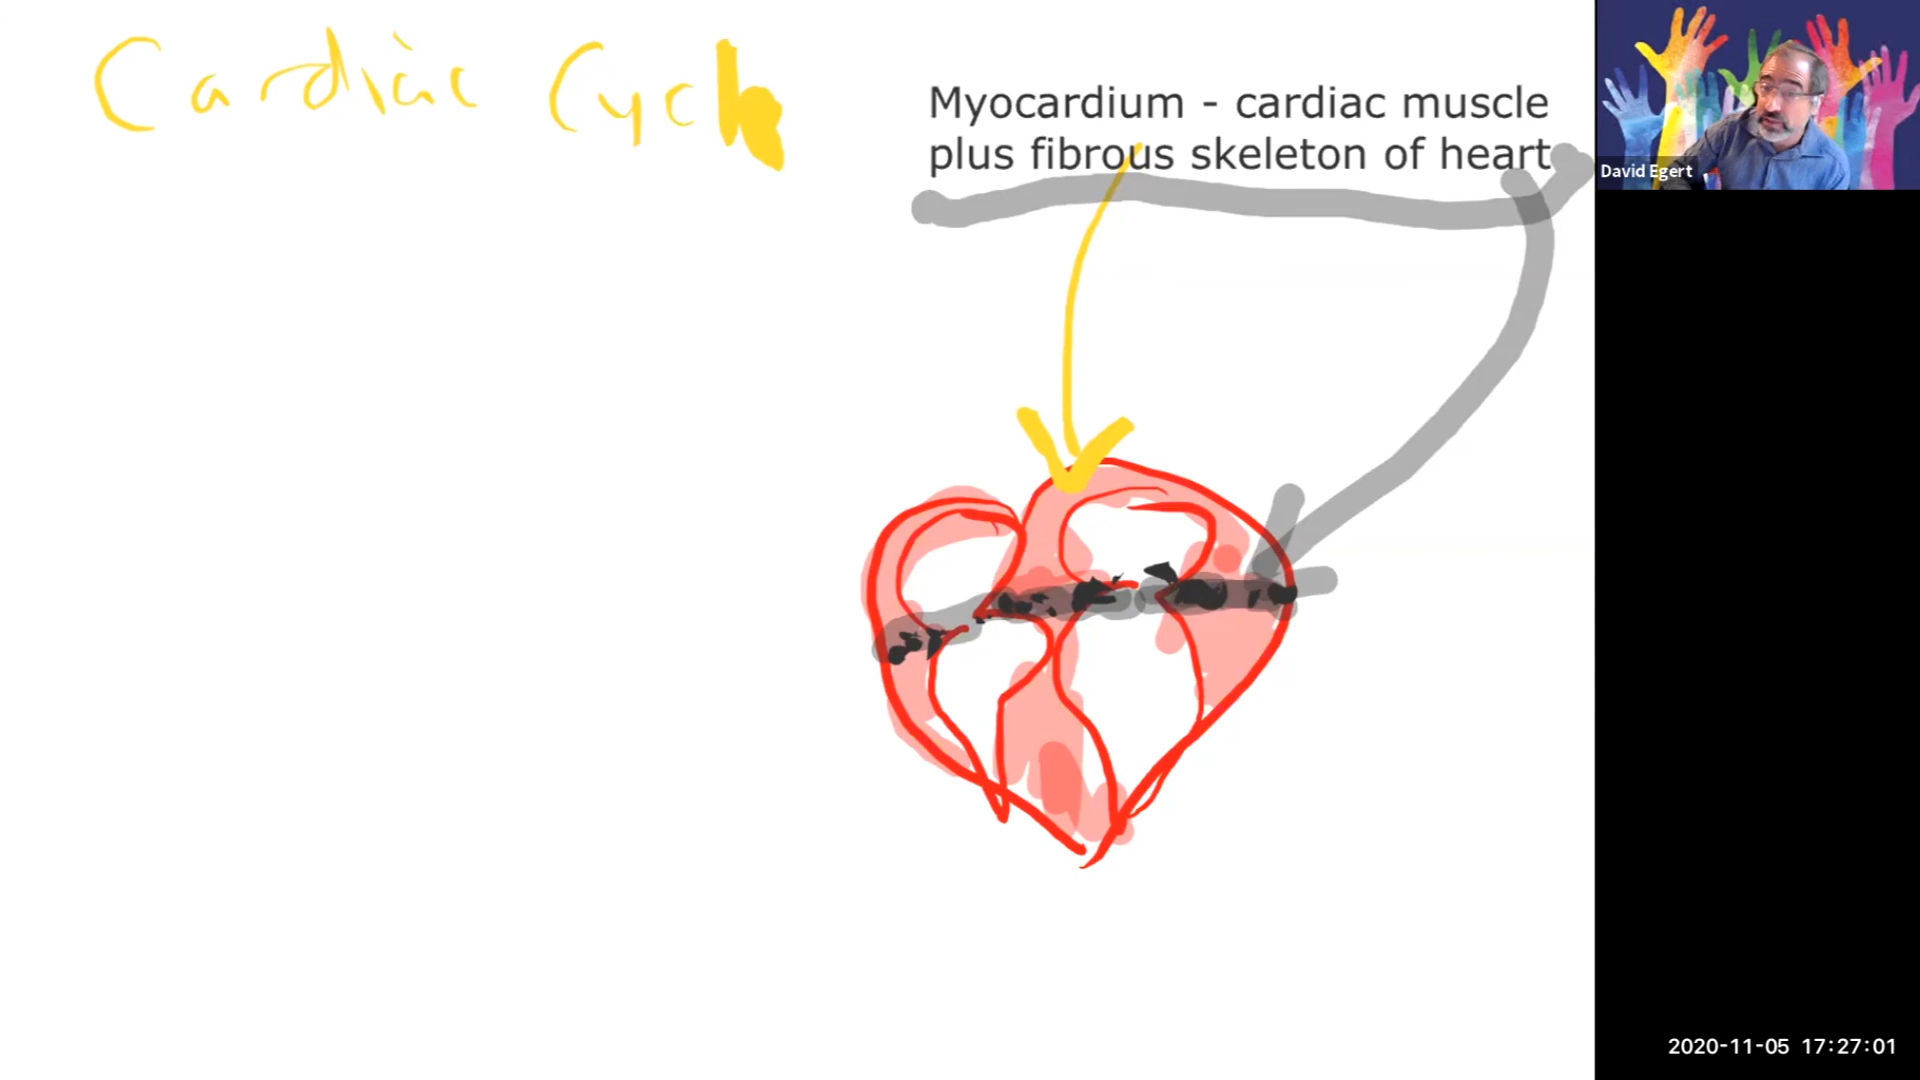 Cardiac Cycle
Myocardium - cardiac muscle
plus fibrous skeleton of heart
David Egert
2020-11-05 17:27:01